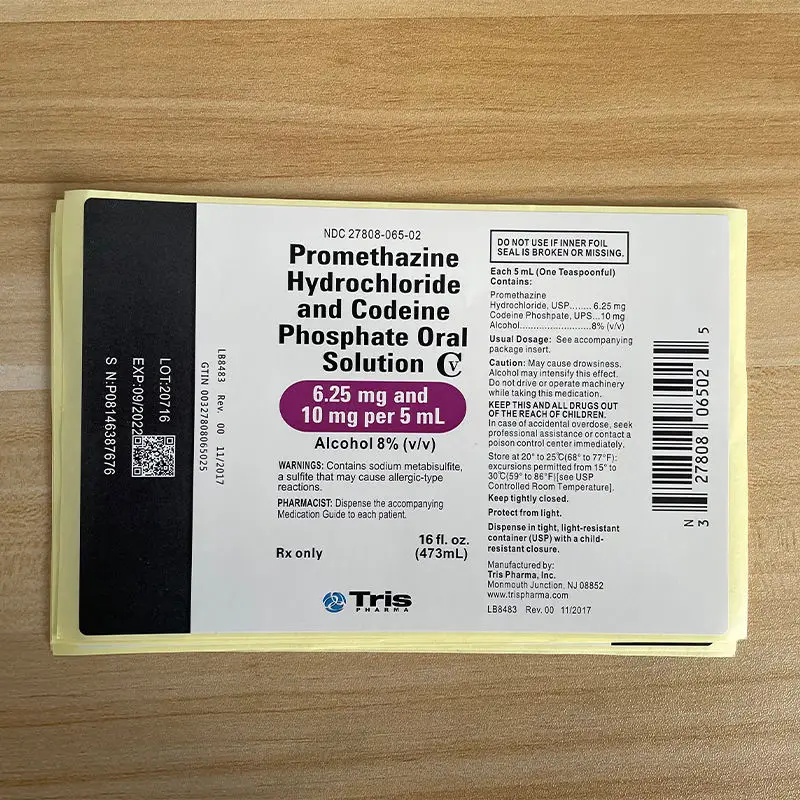 LOT:20716
EXP:09/2022
S N:P08146387676
LB8483 Rev. 00 11/2017
GTIN 00327808065025
NDC 27808-065-02
Promethazine
Hydrochloride
and Codeine
Phosphate Oral
Solution CV
6.25 mg and
10 mg per 5 mL
Alcohol 8% (v/v)
WARNINGS: Contains sodium metabisulfite,
a sulfite that may cause allergic-type
reactions.
PHARMACIST: Dispense the accompanying
Medication Guide to each patient.
Rx only
16 fl. oz.
(473mL)
Tris
PHARMA
DO NOT USE IF INNER FOIL
SEAL IS BROKEN OR MISSING.
Each 5 mL (One Teaspoonful)
Contains:
Promethazine
Hydrochloride, USP....... 6.25 mg
Codeine Phoshpate, UPS...10 mg
Alcohol..........................8% (v/v)
Usual Dosage: See accompanying
package insert.
Caution: May cause drowsiness.
Alcohol may intensify this effect.
Do not drive or operate machinery
while taking this medication.
KEEP THIS AND ALL DRUGS OUT
OF THE REACH OF CHILDREN.
In case of accidental overdose, seek
professional assistance or contact a
poison control center immediately.
Store at 20° to 25℃(68° to 77°F):
excursions permitted from 15° to
30℃(59° to 86°F)[see USP
Controlled Room Temperature].
Keep tightly closed.
Protect from light.
Dispense in tight, light-resistant
container (USP) with a child-
resistant closure.
Manufactured by:
Tris Pharma, Inc.
Monmouth Junction, NJ 08852
www.trispharma.com
LB8483 Rev. 00 11/2017
N
3 27808 06502 5